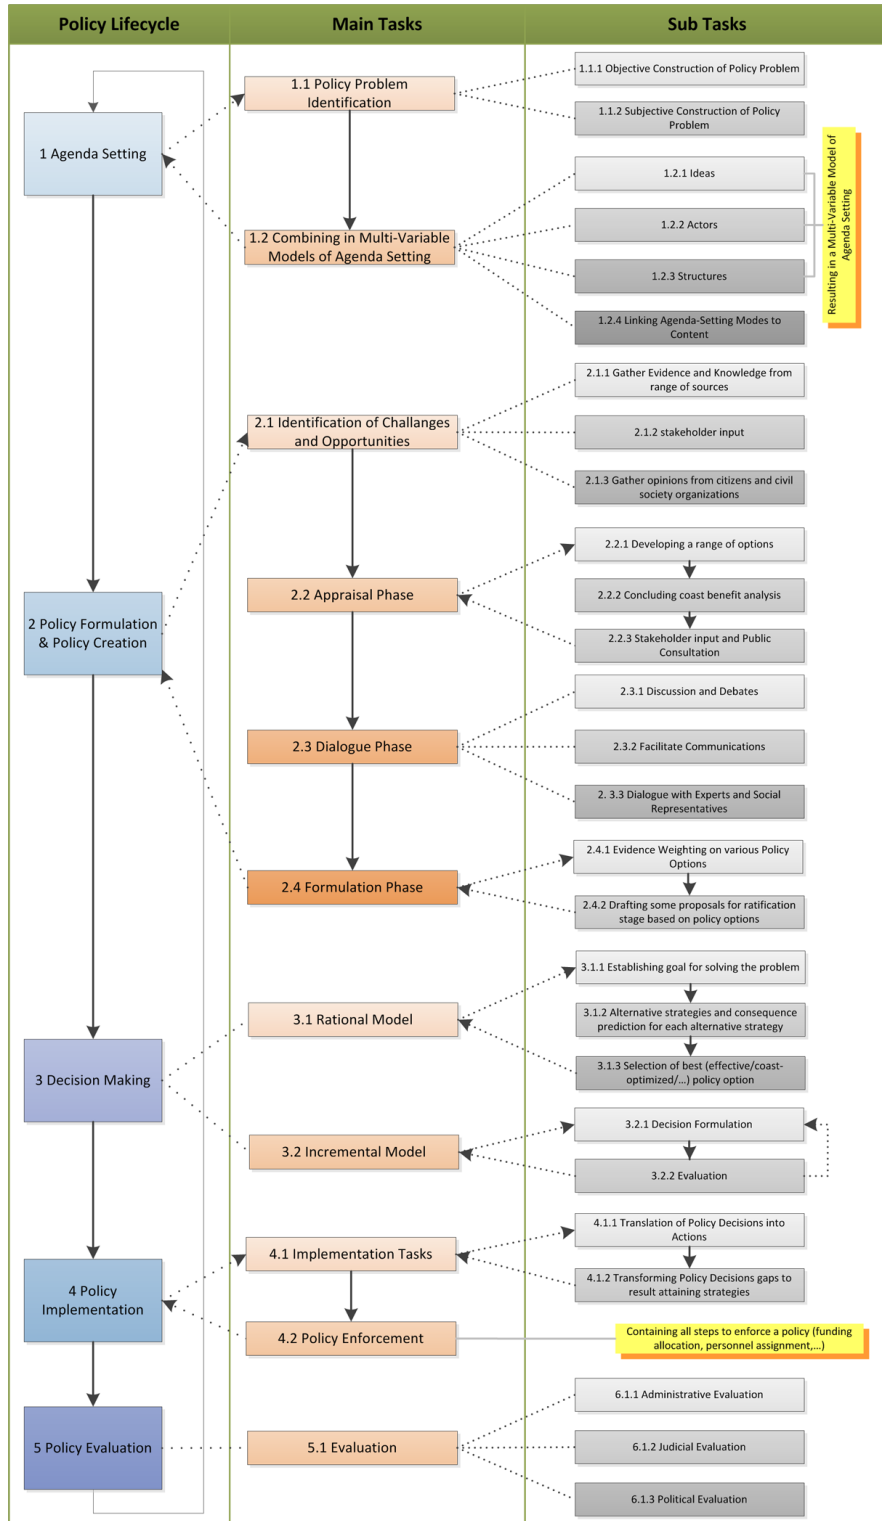 Policy Lifecycle
Main Tasks
Sub Tasks
1 Agenda Setting
1.1 Policy Problem
Identification
1.1.1 Objective Construction of Policy Problem
1.1.2 Subjective Construction of Policy
Problem
1.2 Combining in Multi-Variable
Models of Agenda Setting
1.2.1 Ideas
1.2.2 Actors
1.2.3 Structures
1.2.4 Linking Agenda-Setting Modes to
Content
Resulting in a Multi-Variable Model of
Agenda Setting
2 Policy Formulation
& Policy Creation
2.1 Identification of Challanges
and Opportunities
2.1.1 Gather Evidence and Knowledge from
range of sources
2.1.2 stakeholder input
2.1.3 Gather opinions from citizens and civil
society organizations
2.2 Appraisal Phase
2.2.1 Developing a range of options
2.2.2 Concluding coast benefit analysis
2.2.3 Stakeholder input and Public
Consultation
2.3 Dialogue Phase
2.3.1 Discussion and Debates
2.3.2 Facilitate Communications
2. 3.3 Dialogue with Experts and Social
Representatives
2.4 Formulation Phase
2.4.1 Evidence Weighting on various Policy
Options
2.4.2 Drafting some proposals for ratification
stage based on policy options
3 Decision Making
3.1 Rational Model
3.1.1 Establishing goal for solving the problem
3.1.2 Alternative strategies and consequence
prediction for each alternative strategy
3.1.3 Selection of best (effective/coast-
optimized/...) policy option
3.2 Incremental Model
3.2.1 Decision Formulation
3.2.2 Evaluation
4 Policy
Implementation
4.1 Implementation Tasks
4.1.1 Translation of Policy Decisions into
Actions
4.1.2 Transforming Policy Decisions gaps to
result attaining strategies
4.2 Policy Enforcement
Containing all steps to enforce a policy (funding
allocation, personnel assignment,...)
5 Policy Evaluation
5.1 Evaluation
6.1.1 Administrative Evaluation
6.1.2 Judicial Evaluation
6.1.3 Political Evaluation